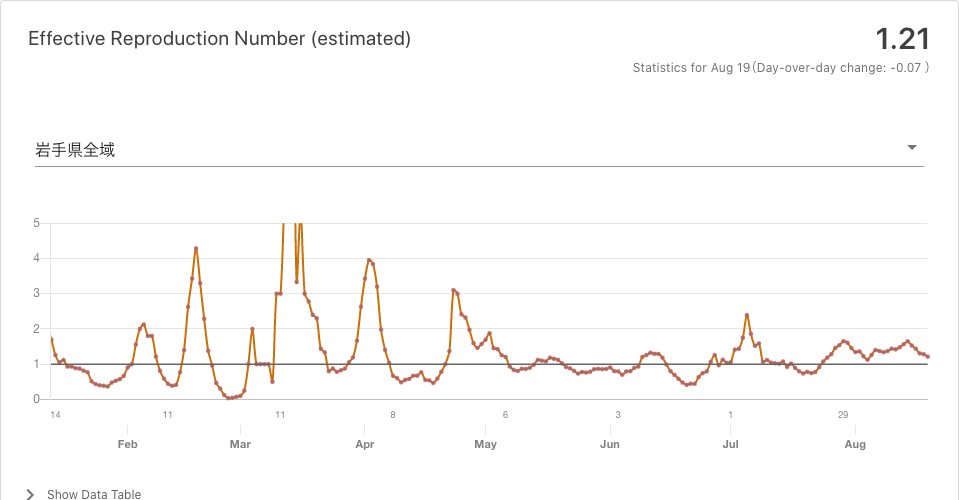 Effective Reproduction Number (estimated)
1.21
Statistics for Aug 19(Day-over-day change: -0.07 )
岩手県全域
5
4
3
2
1
0
14 11 11 8 6 3 1 29
Feb Mar Apr May Jun Jul Aug
Show Data Table